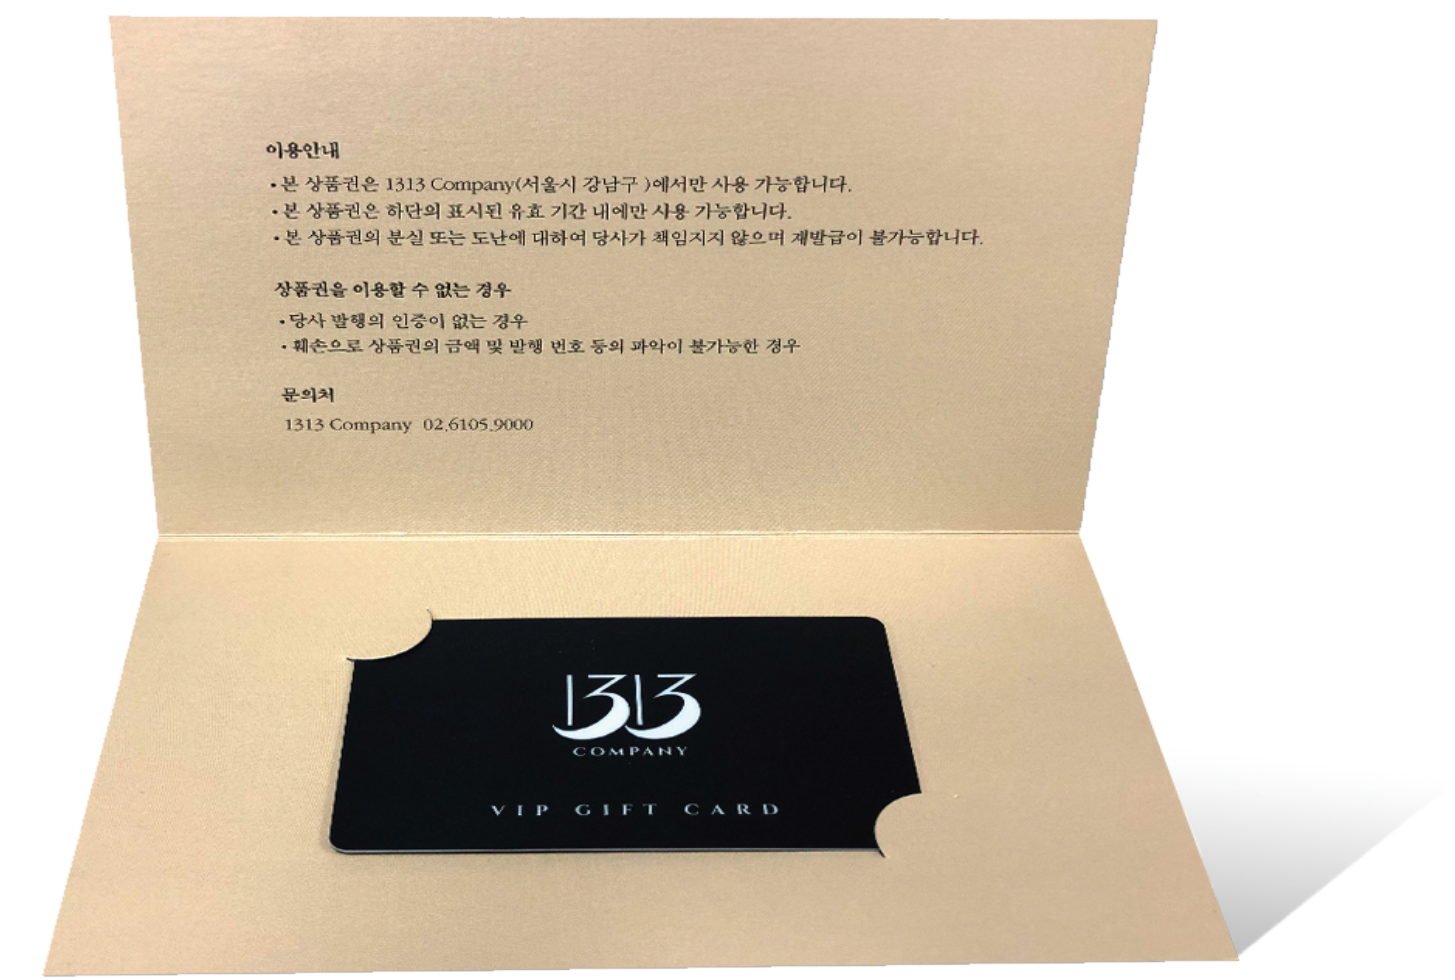 이용안내
• 본 상품권은 1313 Company(서울시 강남구 )에서만 사용 가능합니다.
• 본 상품권은 하단의 표시된 유효 기간 내에만 사용 가능합니다.
• 본 상품권의 분실 또는 도난에 대하여 당사가 책임지지 않으며 재발급이 불가능합니다.
상품권을 이용할 수 없는 경우
• 당사 발행의 인증이 없는 경우
• 훼손으로 상품권의 금액 및 발행 번호 등의 파악이 불가능한 경우
문의처
1313 Company 02.6105.9000
1313
COMPANY
VIP GIFT CARD